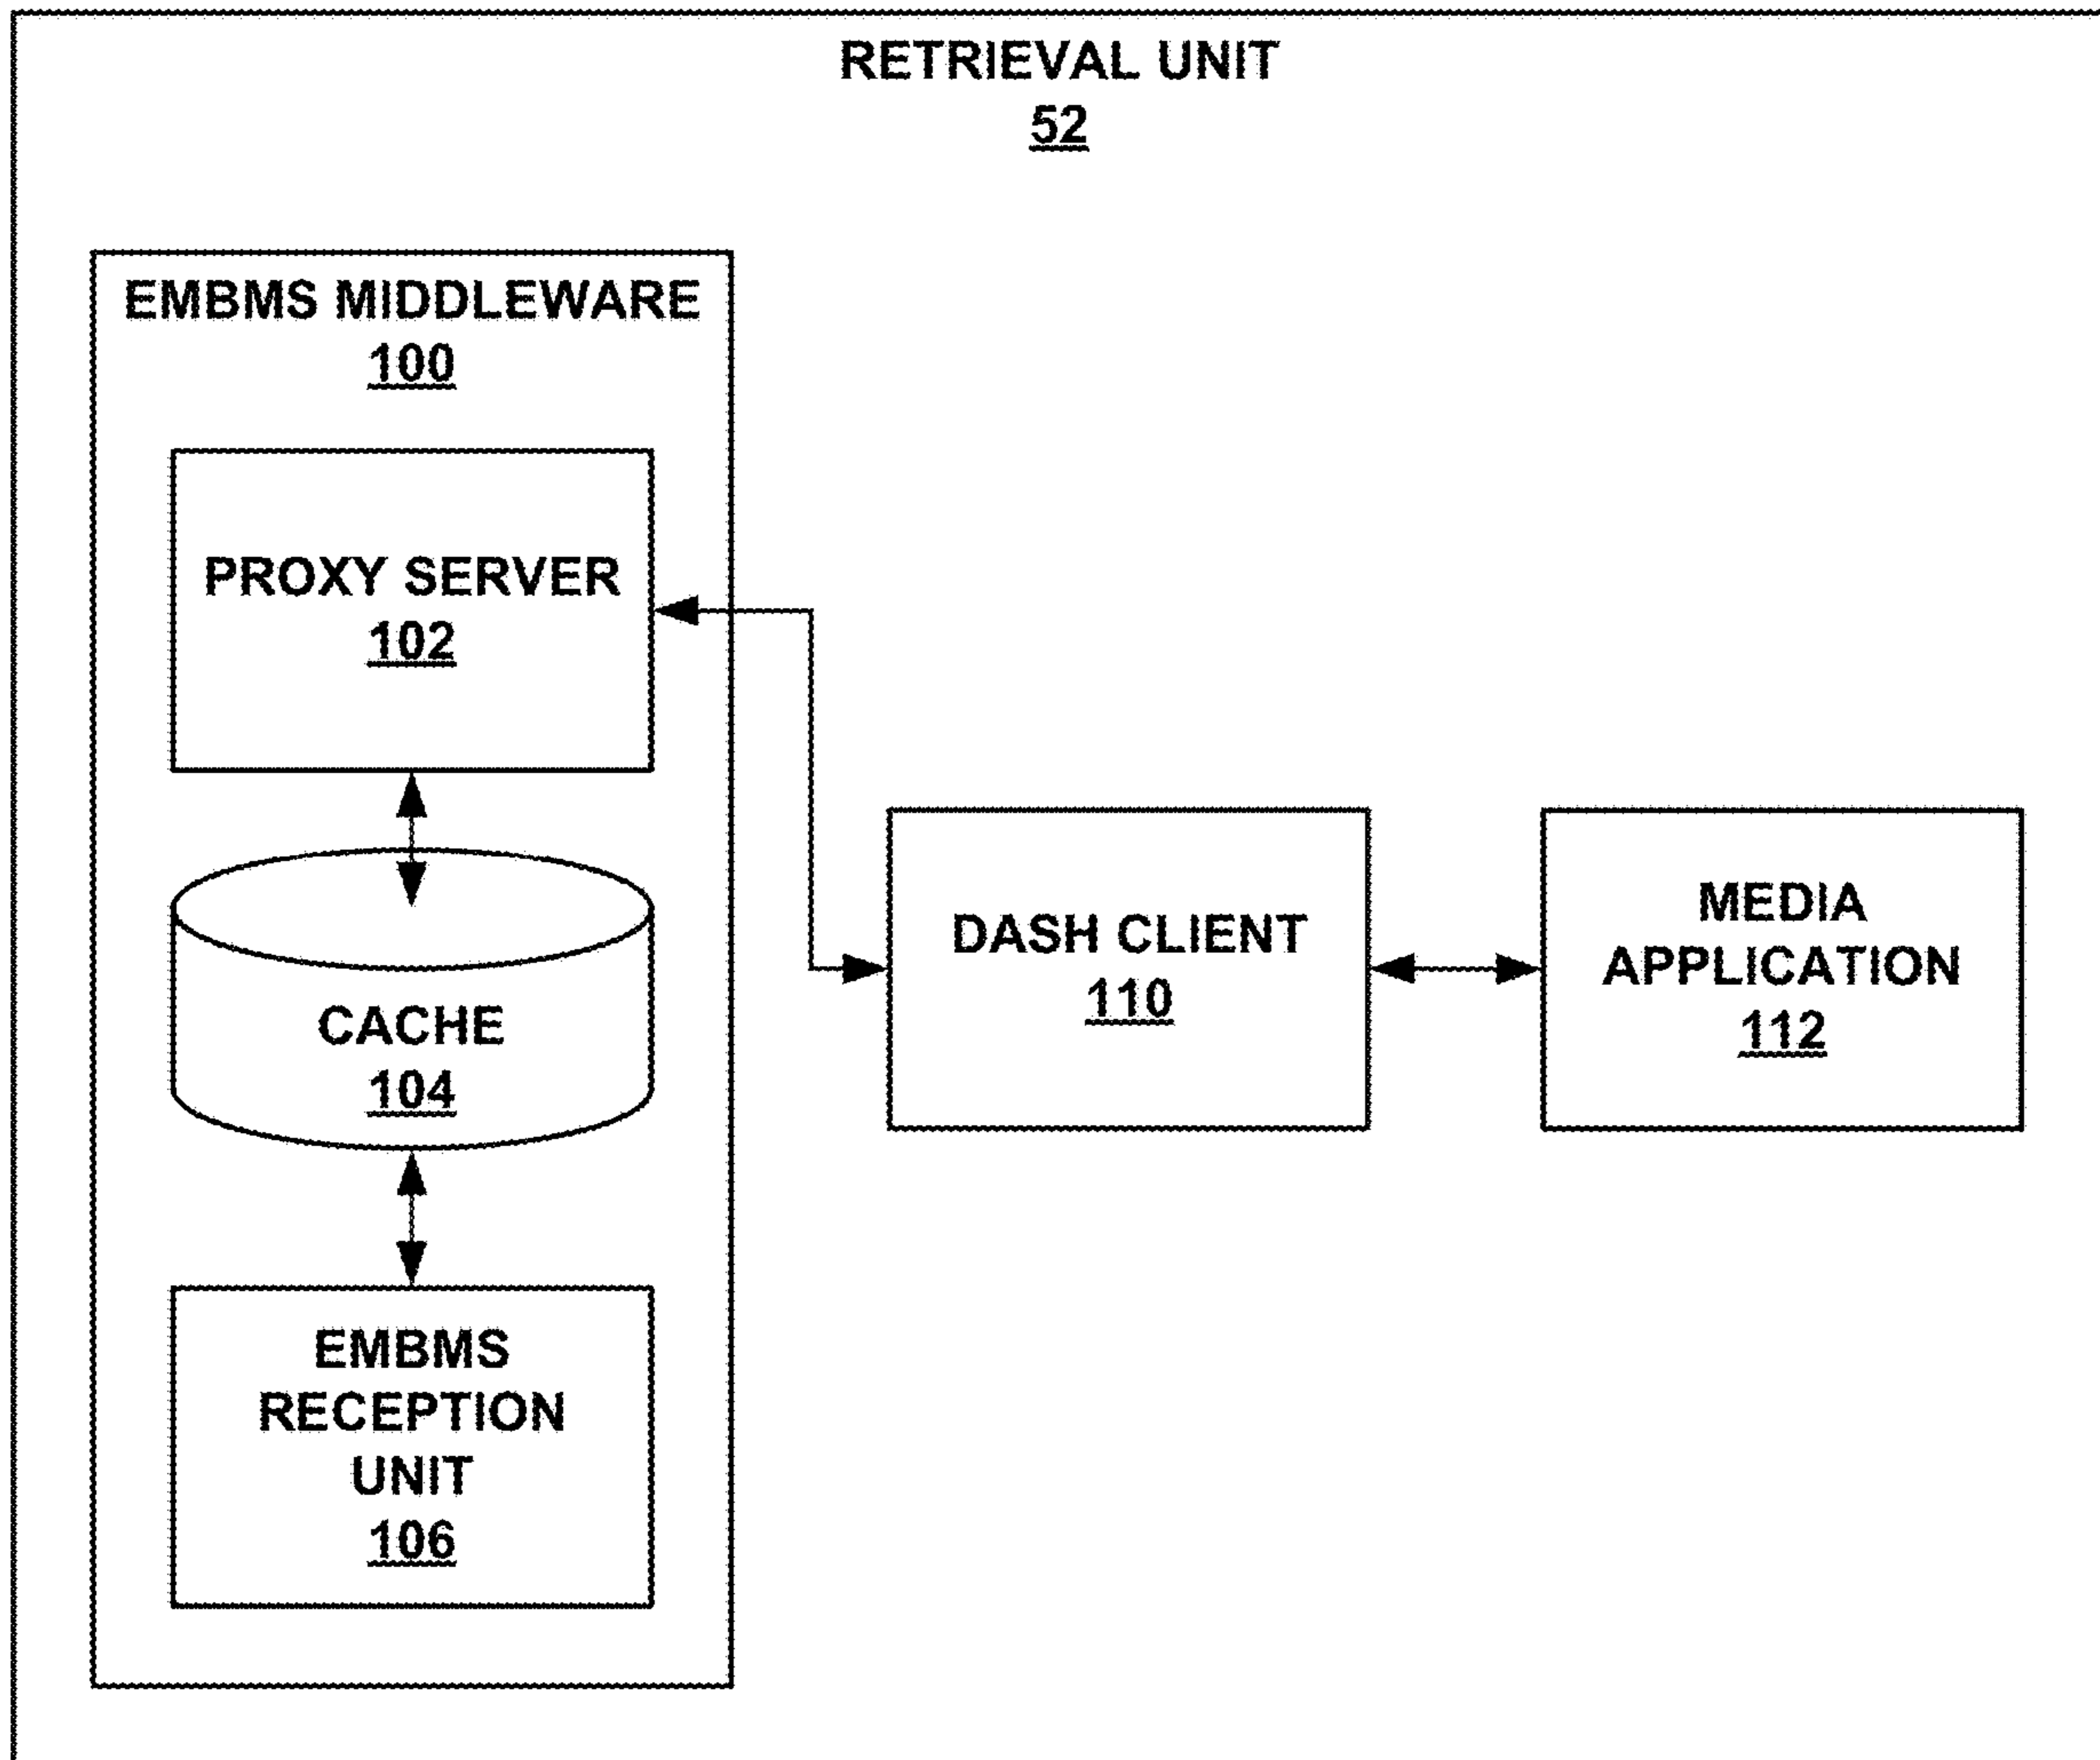 RETRIEVAL UNIT
52
EMBMS MIDDLEWARE
100
PROXY SERVER
102
CACHE
104
EMBMS
RECEPTION
UNIT
106
DASH CLIENT
110
MEDIA
APPLICATION
112